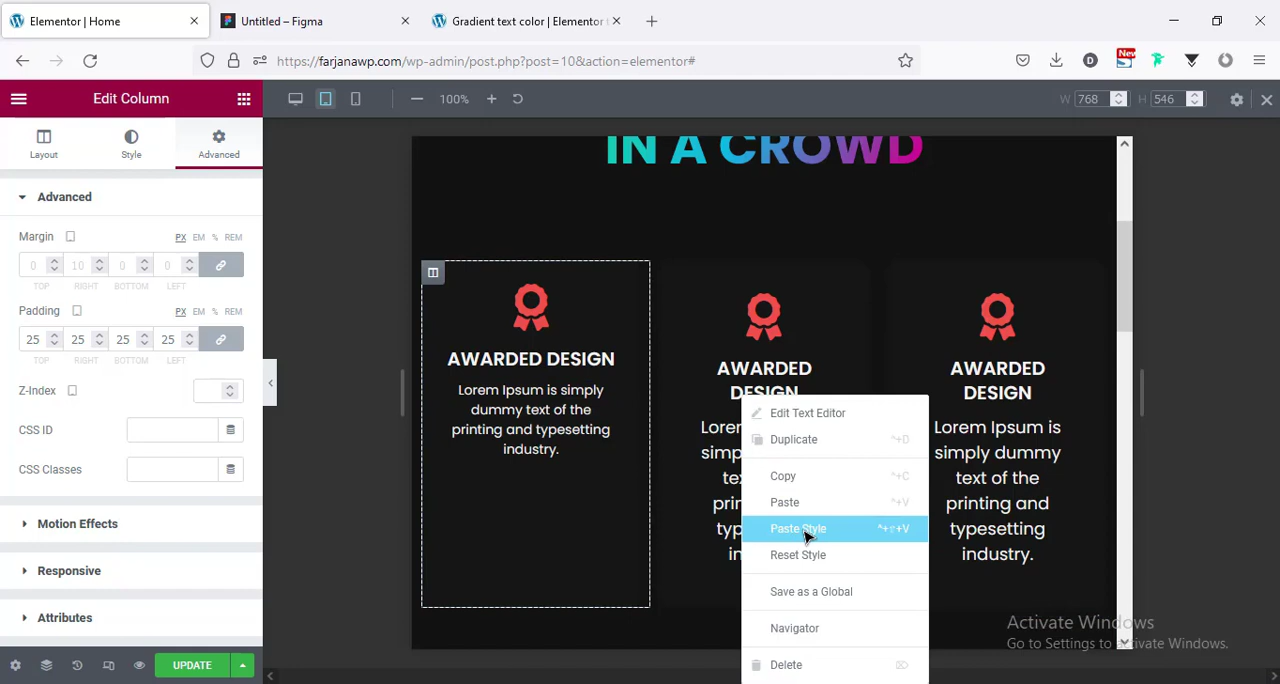 Elementor | Home
Untitled – Figma
Gradient text color | Elementor
https://farjanawp.com/wp-admin/post.php?post=10&action=elementor#
New
Edit Column
100%
W 768
H 546
Layout
Style
Advanced
IN A CROWD
Advanced
Margin
PX EM % REM
0 10 0 0
TOP RIGHT BOTTOM LEFT
Padding
PX EM % REM
25 25 25 25
TOP RIGHT BOTTOM LEFT
Z-Index
CSS ID
CSS Classes
Motion Effects
Responsive
Attributes
UPDATE
AWARDED DESIGN
Lorem Ipsum is simply
dummy text of the
printing and typesetting
industry.
AWARDED
DESIGN
AWARDED
DESIGN
Lorem Ipsum is
simply dummy
text of the
printing and
typesetting
industry.
Edit Text Editor
Duplicate ^+D
Copy ^+C
Paste ^+V
Paste Style ^+⇧+V
Reset Style
Save as a Global
Navigator
Delete ⌦
Activate Windows
Go to Settings to activate Windows.